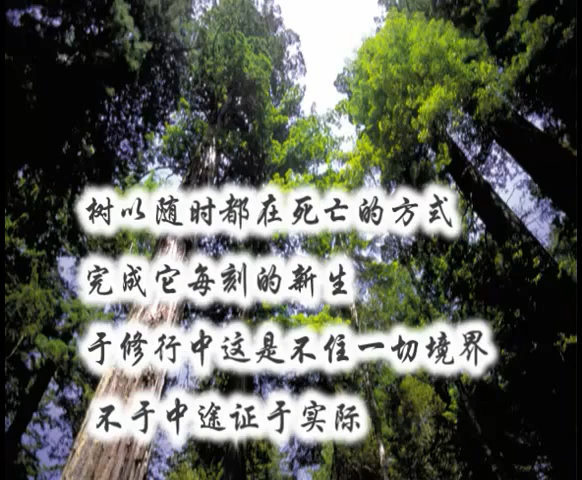 树以随时都在死亡的方式
完成它每刻的新生
于修行中这是不住一切境界
不于中途证于实际